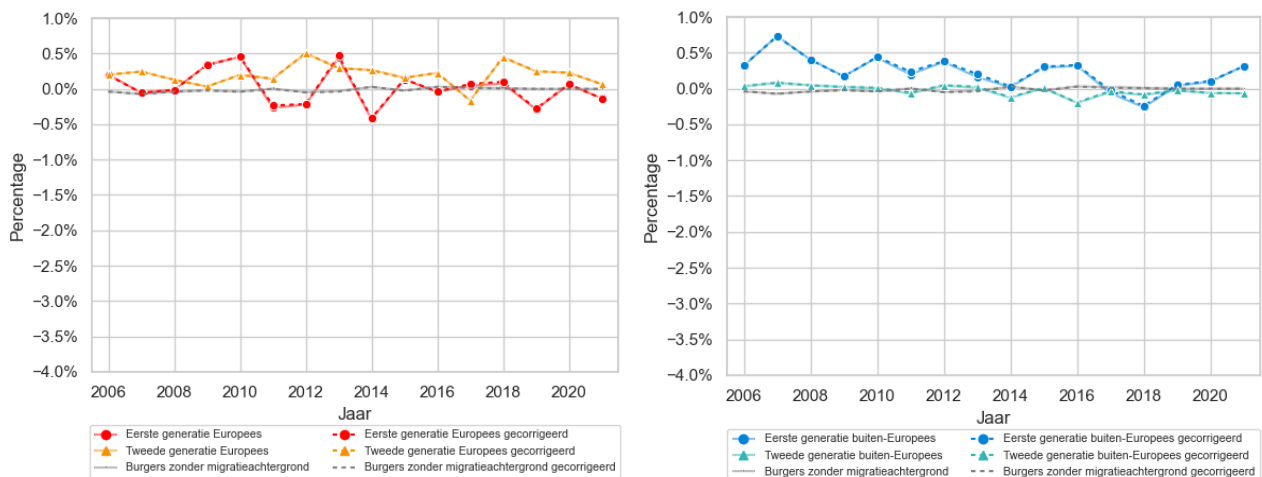 1.0%
0.5%
0.0%
−0.5%
−1.0%
−1.5%
−2.0%
−2.5%
−3.0%
−3.5%
−4.0%
Percentage
2006 2008 2010 2012 2014 2016 2018 2020
Jaar
Eerste generatie Europees Eerste generatie Europees gecorrigeerd
Tweede generatie Europees Tweede generatie Europees gecorrigeerd
Burgers zonder migratieachtergrond Burgers zonder migratieachtergrond gecorrigeerd
1.0%
0.5%
0.0%
−0.5%
−1.0%
−1.5%
−2.0%
−2.5%
−3.0%
−3.5%
−4.0%
Percentage
2006 2008 2010 2012 2014 2016 2018 2020
Jaar
Eerste generatie buiten-Europees Eerste generatie buiten-Europees gecorrigeerd
Tweede generatie buiten-Europees Tweede generatie buiten-Europees gecorrigeerd
Burgers zonder migratieachtergrond Burgers zonder migratieachtergrond gecorrigeerd